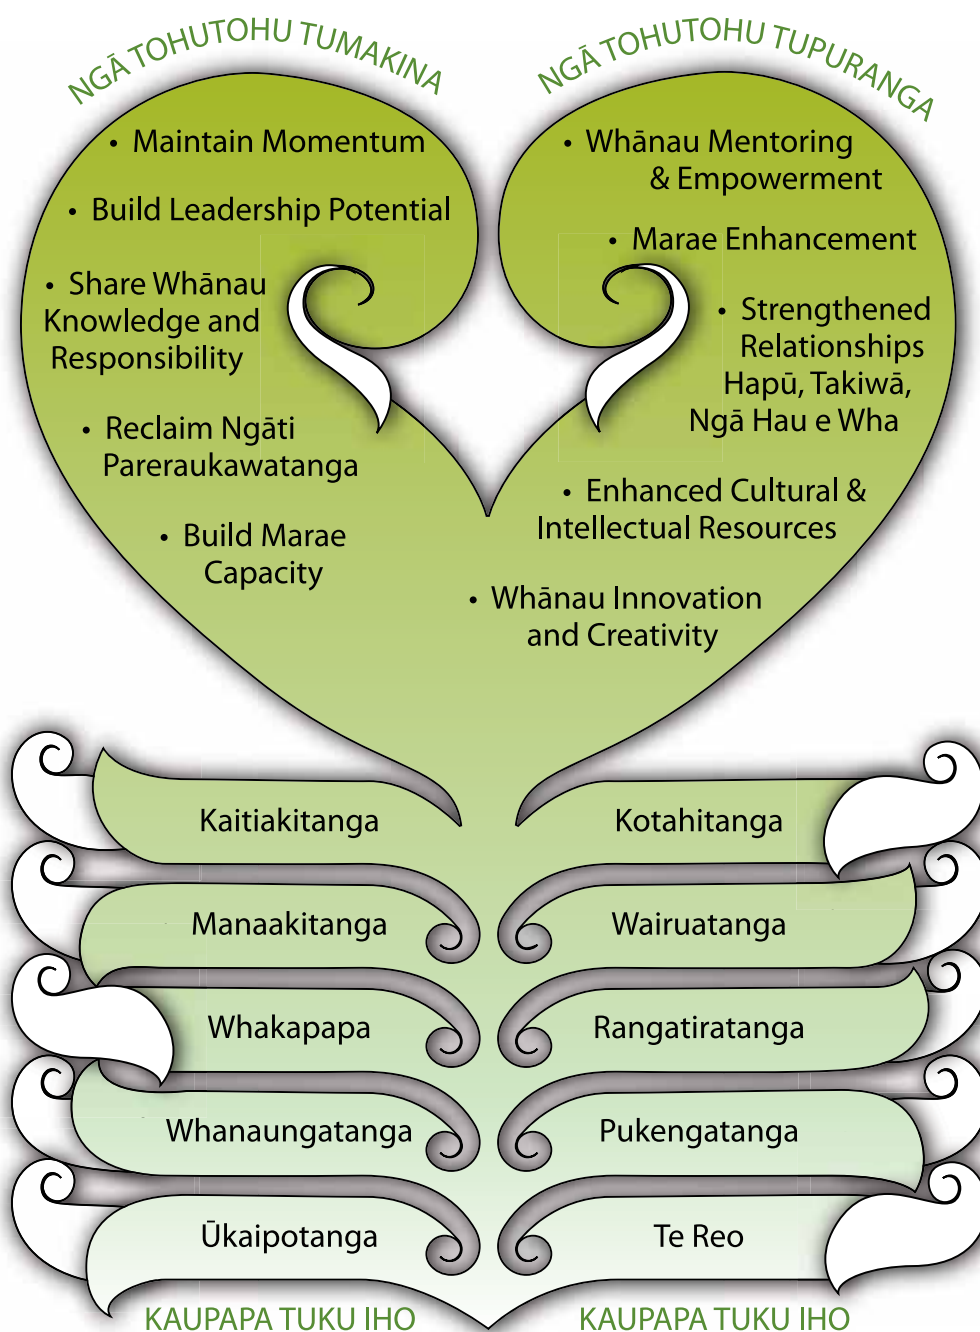 NGĀ TOHUTOHU TUMAKINA
• Maintain Momentum
• Build Leadership Potential
• Share Whānau
Knowledge and
Responsibility
• Reclaim Ngāti
Pareraukawatanga
• Build Marae
Capacity
NGĀ TOHUTOHU TUPURANGA
• Whānau Mentoring
& Empowerment
• Marae Enhancement
• Strengthened
Relationships
Hapū, Takiwā,
Ngā Hau e Wha
• Enhanced Cultural &
Intellectual Resources
• Whānau Innovation
and Creativity
Kaitiakitanga
Manaakitanga
Whakapapa
Whanaungatanga
Ūkaipotanga
KAUPAPA TUKU IHO
Kotahitanga
Wairuatanga
Rangatiratanga
Pukengatanga
Te Reo
KAUPAPA TUKU IHO